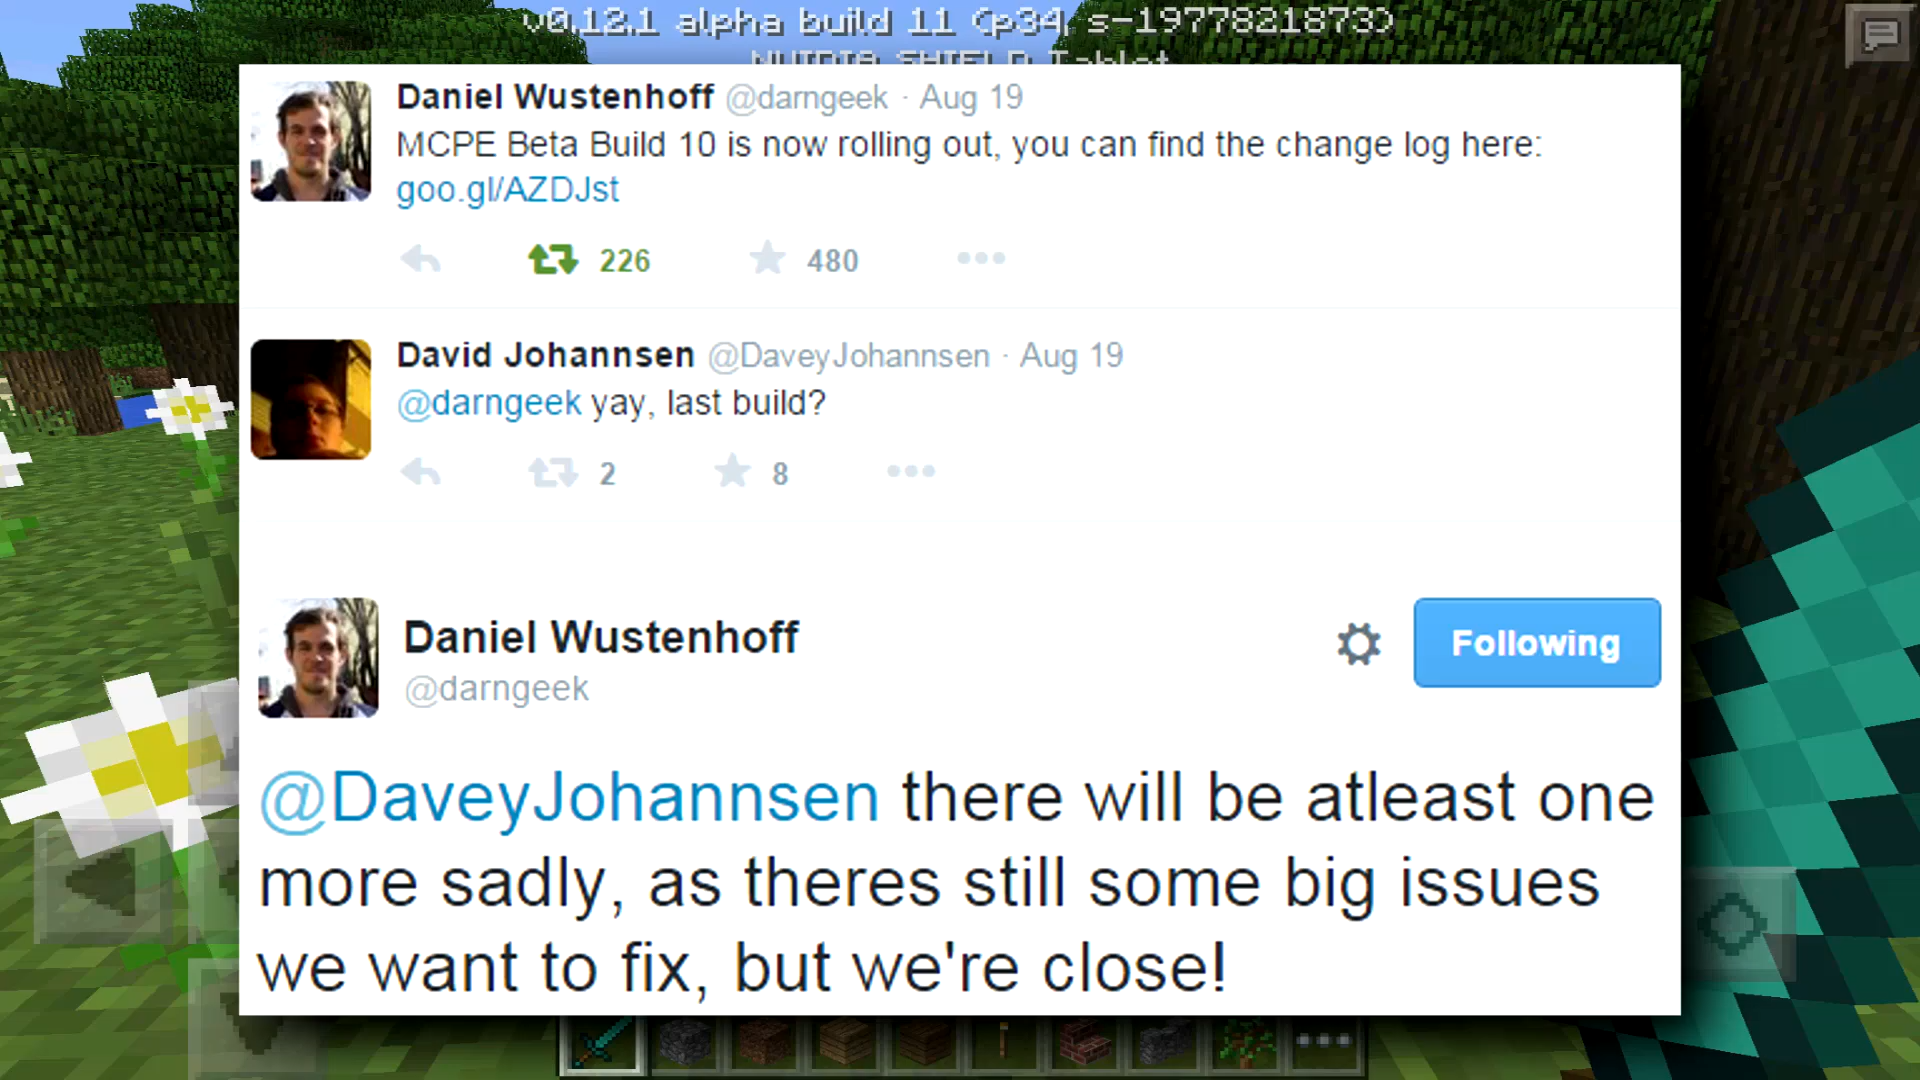 v0.12.1 alpha build 11 (p34, s-1977821873)
NVIDIA SHIELD Tablet
Daniel Wustenhoff @darngeek · Aug 19
MCPE Beta Build 10 is now rolling out, you can find the change log here:
goo.gl/AZDJst
226 480
David Johannsen @DaveyJohannsen · Aug 19
@darngeek yay, last build?
2 8
Daniel Wustenhoff
@darngeek
Following
@DaveyJohannsen there will be atleast one
more sadly, as theres still some big issues
we want to fix, but we're close!